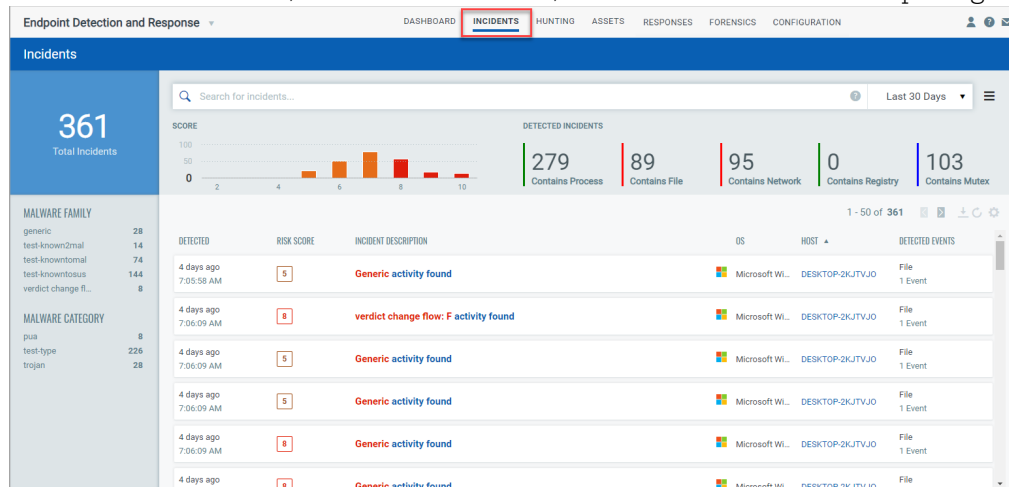 Endpoint Detection and Response
DASHBOARD INCIDENTS HUNTING ASSETS RESPONSES FORENSICS CONFIGURATION
Incidents
361
Total Incidents
Search for incidents...
Last 30 Days
SCORE
100
50
0
2 4 6 8 10
DETECTED INCIDENTS
279
Contains Process
89
Contains File
95
Contains Network
0
Contains Registry
103
Contains Mutex
MALWARE FAMILY
generic 28
test-known2mal 14
test-knowntomal 74
test-knowntosus 144
verdict change fl... 8
MALWARE CATEGORY
pua 8
test-type 226
trojan 28
1 - 50 of 361
DETECTED RISK SCORE INCIDENT DESCRIPTION OS HOST DETECTED EVENTS
4 days ago
7:05:58 AM
5
Generic activity found
Microsoft Wi...
DESKTOP-2KJTVJO
File
1 Event
4 days ago
7:06:09 AM
8
verdict change flow: F activity found
Microsoft Wi...
DESKTOP-2KJTVJO
File
1 Event
4 days ago
7:06:09 AM
5
Generic activity found
Microsoft Wi...
DESKTOP-2KJTVJO
File
1 Event
4 days ago
7:06:09 AM
5
Generic activity found
Microsoft Wi...
DESKTOP-2KJTVJO
File
1 Event
4 days ago
7:06:09 AM
8
Generic activity found
Microsoft Wi...
DESKTOP-2KJTVJO
File
1 Event
4 days ago
8
Generic activity found
Microsoft Wi...
DESKTOP-2KJTVJO
File